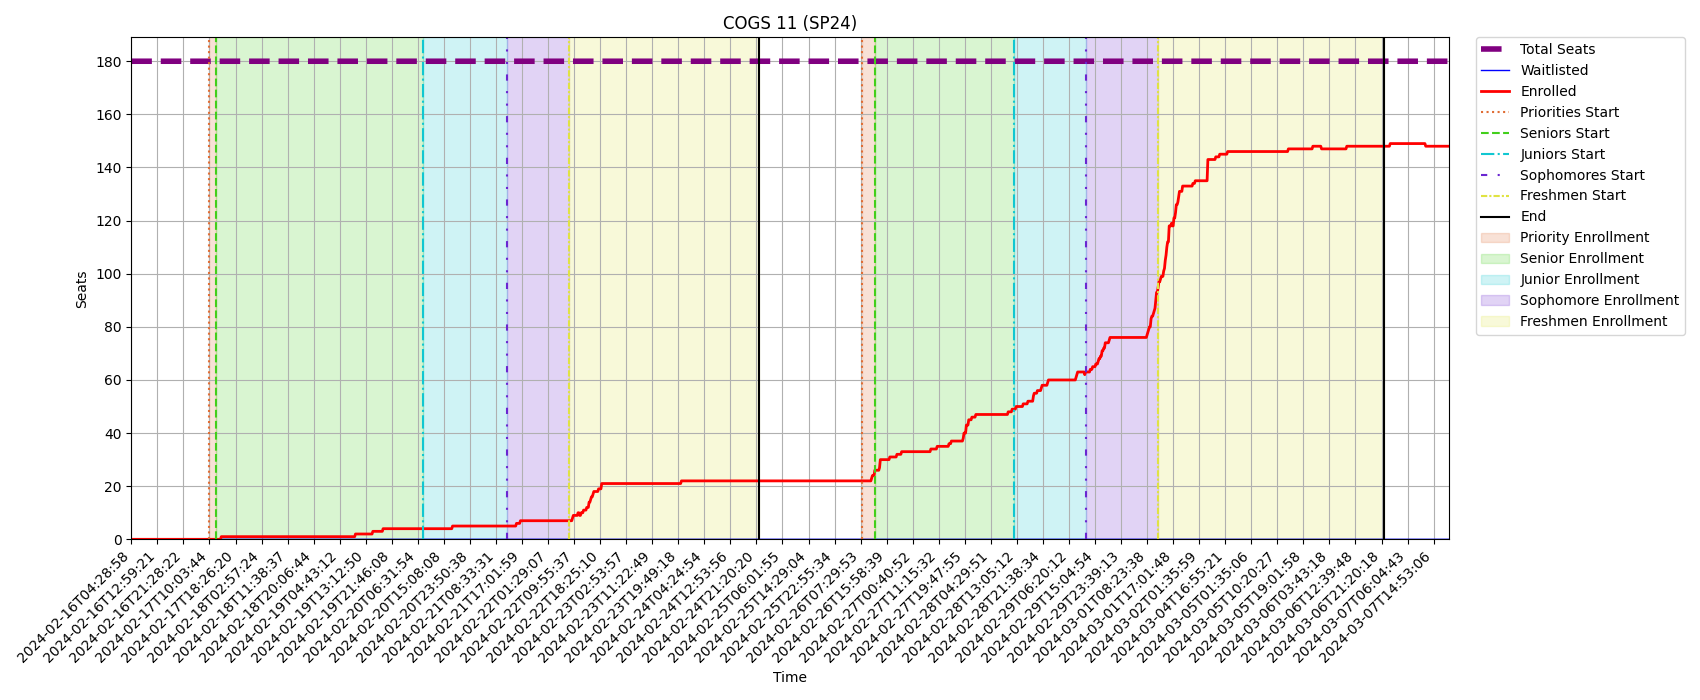 COGS 11 (SP24)
Seats
180
160
140
120
100
80
60
40
20
0
2024-02-16T04:28:58
2024-02-16T12:59:21
2024-02-16T21:28:22
2024-02-17T10:03:44
2024-02-17T18:26:20
2024-02-18T02:57:24
2024-02-18T11:38:37
2024-02-18T20:06:44
2024-02-19T04:43:12
2024-02-19T13:12:50
2024-02-19T21:46:08
2024-02-20T06:31:54
2024-02-20T15:08:09
2024-02-20T23:50:38
2024-02-21T08:33:31
2024-02-21T17:01:59
2024-02-22T01:29:07
2024-02-22T09:55:37
2024-02-22T18:25:10
2024-02-23T02:53:57
2024-02-23T11:22:49
2024-02-23T19:49:18
2024-02-24T04:24:54
2024-02-24T12:53:56
2024-02-24T21:20:20
2024-02-25T06:01:55
2024-02-25T14:29:04
2024-02-25T22:55:34
2024-02-26T07:29:53
2024-02-26T15:58:39
2024-02-27T00:40:52
2024-02-27T11:15:32
2024-02-27T19:47:55
2024-02-28T04:29:51
2024-02-28T13:05:12
2024-02-28T21:38:34
2024-02-29T06:20:12
2024-02-29T15:04:54
2024-02-29T23:39:13
2024-03-01T08:23:38
2024-03-01T17:01:48
2024-03-02T01:35:59
2024-03-04T16:55:21
2024-03-05T01:35:06
2024-03-05T10:20:27
2024-03-05T19:01:58
2024-03-06T03:43:18
2024-03-06T12:39:48
2024-03-06T21:20:18
2024-03-07T06:04:43
2024-03-07T14:53:06
Time
Total Seats
Waitlisted
Enrolled
Priorities Start
Seniors Start
Juniors Start
Sophomores Start
Freshmen Start
End
Priority Enrollment
Senior Enrollment
Junior Enrollment
Sophomore Enrollment
Freshmen Enrollment